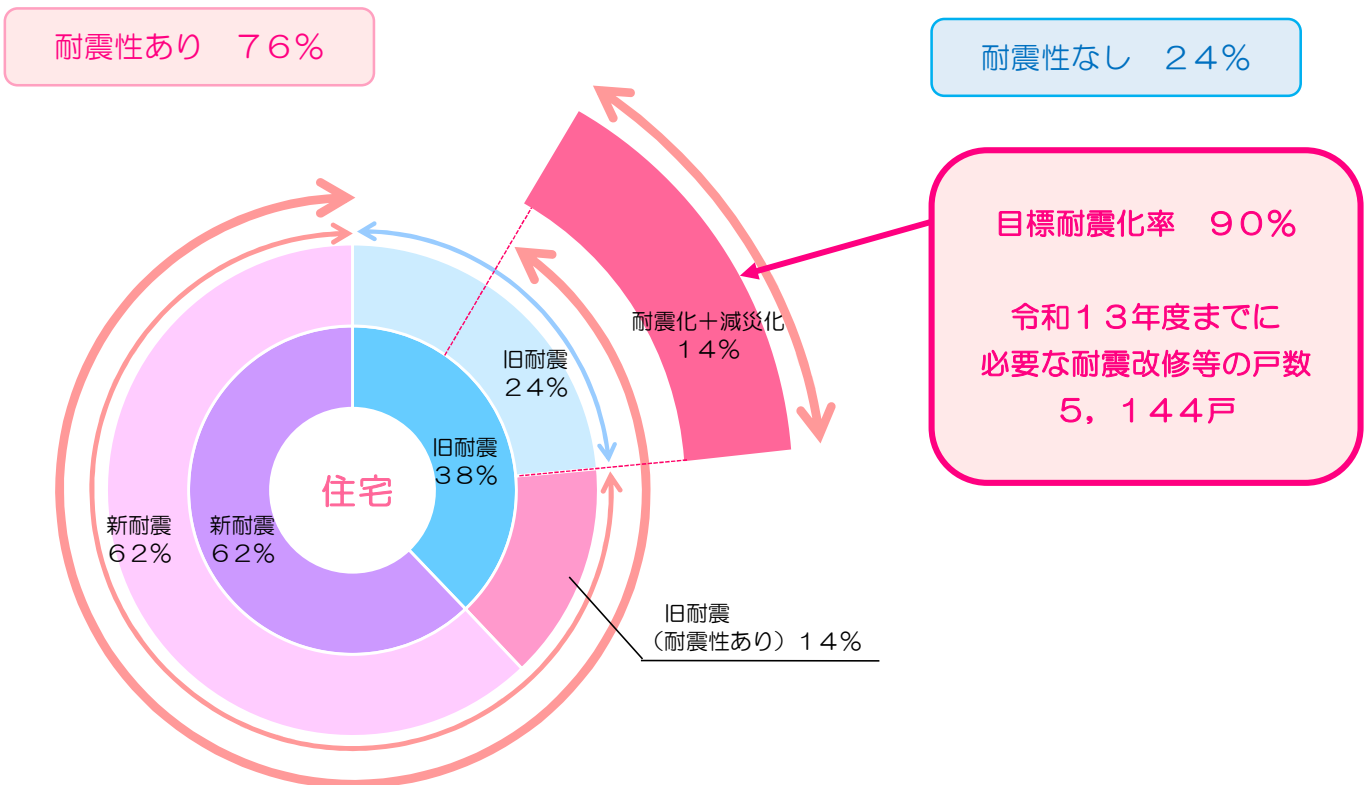 耐震性あり　７６％
耐震性なし　２４％
目標耐震化率　９０％
令和１３年度までに
必要な耐震改修等の戸数
５，１４４戸
耐震化＋減災化
１４％
旧耐震
２４％
旧耐震
３８％
住宅
新耐震
６２％
新耐震
６２％
旧耐震
（耐震性あり）１４％